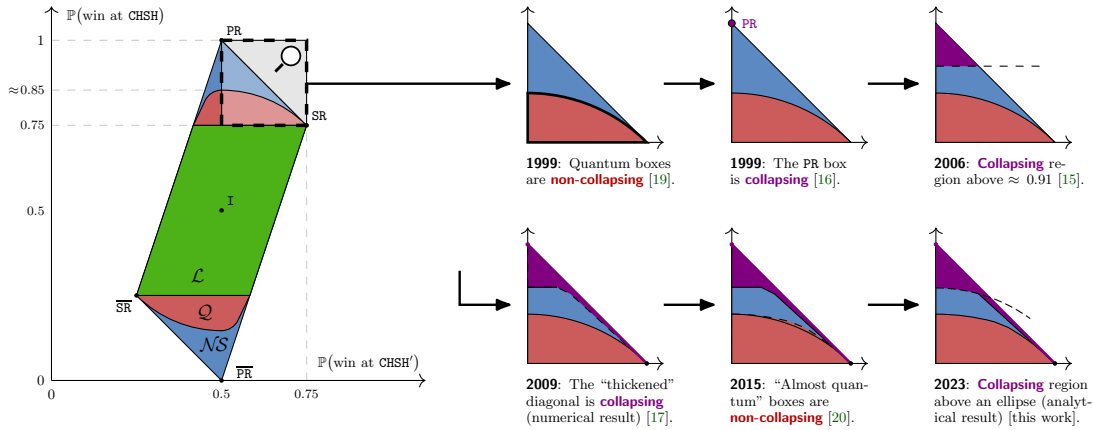 ℙ(win at CHSH)
1
≈0.85
0.75
0.5
0
0
0.5
0.75
ℙ(win at CHSH′)
PR
SR
I
ℒ
S̅R̅
𝒬
𝒩𝒮
P̅R̅
1999: Quantum boxes
are non-collapsing [19].
PR
1999: The PR box
is collapsing [16].
2006: Collapsing re-
gion above ≈ 0.91 [15].
2009: The “thickened”
diagonal is collapsing
(numerical result) [17].
2015: “Almost quan-
tum” boxes are
non-collapsing [20].
2023: Collapsing region
above an ellipse (analyt-
ical result) [this work].